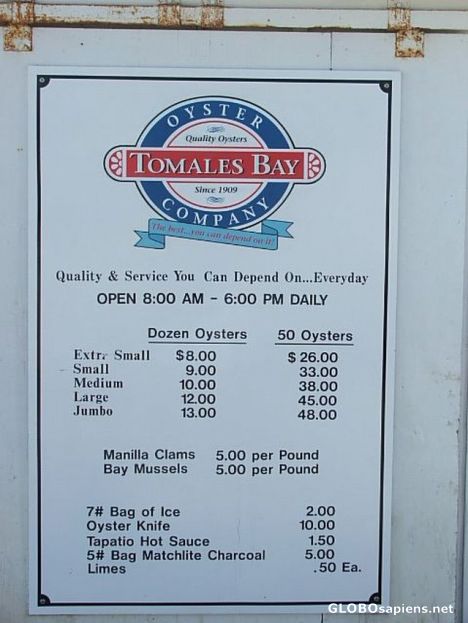 OYSTER
Quality Oysters
TOMALES BAY
Since 1909
COMPANY
The best...you can depend on it!
Quality & Service You Can Depend On...Everyday
OPEN 8:00 AM - 6:00 PM DAILY
Dozen Oysters 50 Oysters
Extra Small $8.00 $26.00
Small 9.00 33.00
Medium 10.00 38.00
Large 12.00 45.00
Jumbo 13.00 48.00
Manilla Clams 5.00 per Pound
Bay Mussels 5.00 per Pound
7# Bag of Ice 2.00
Oyster Knife 10.00
Tapatio Hot Sauce 1.50
5# Bag Matchlite Charcoal 5.00
Limes .50 Ea.
GLOBOsapiens.net